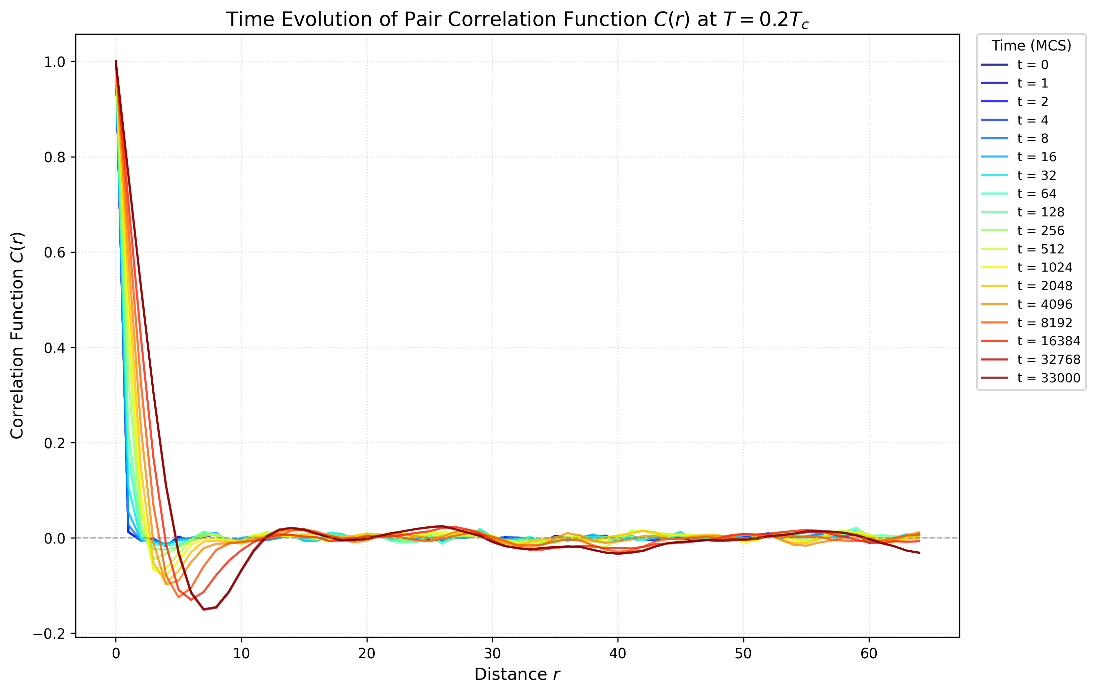 Time Evolution of Pair Correlation Function C(r) at T = 0.2T_c
Correlation Function C(r)
1.0
0.8
0.6
0.4
0.2
0.0
−0.2
0
10
20
30
40
50
60
Distance r
Time (MCS)
t = 0
t = 1
t = 2
t = 4
t = 8
t = 16
t = 32
t = 64
t = 128
t = 256
t = 512
t = 1024
t = 2048
t = 4096
t = 8192
t = 16384
t = 32768
t = 33000